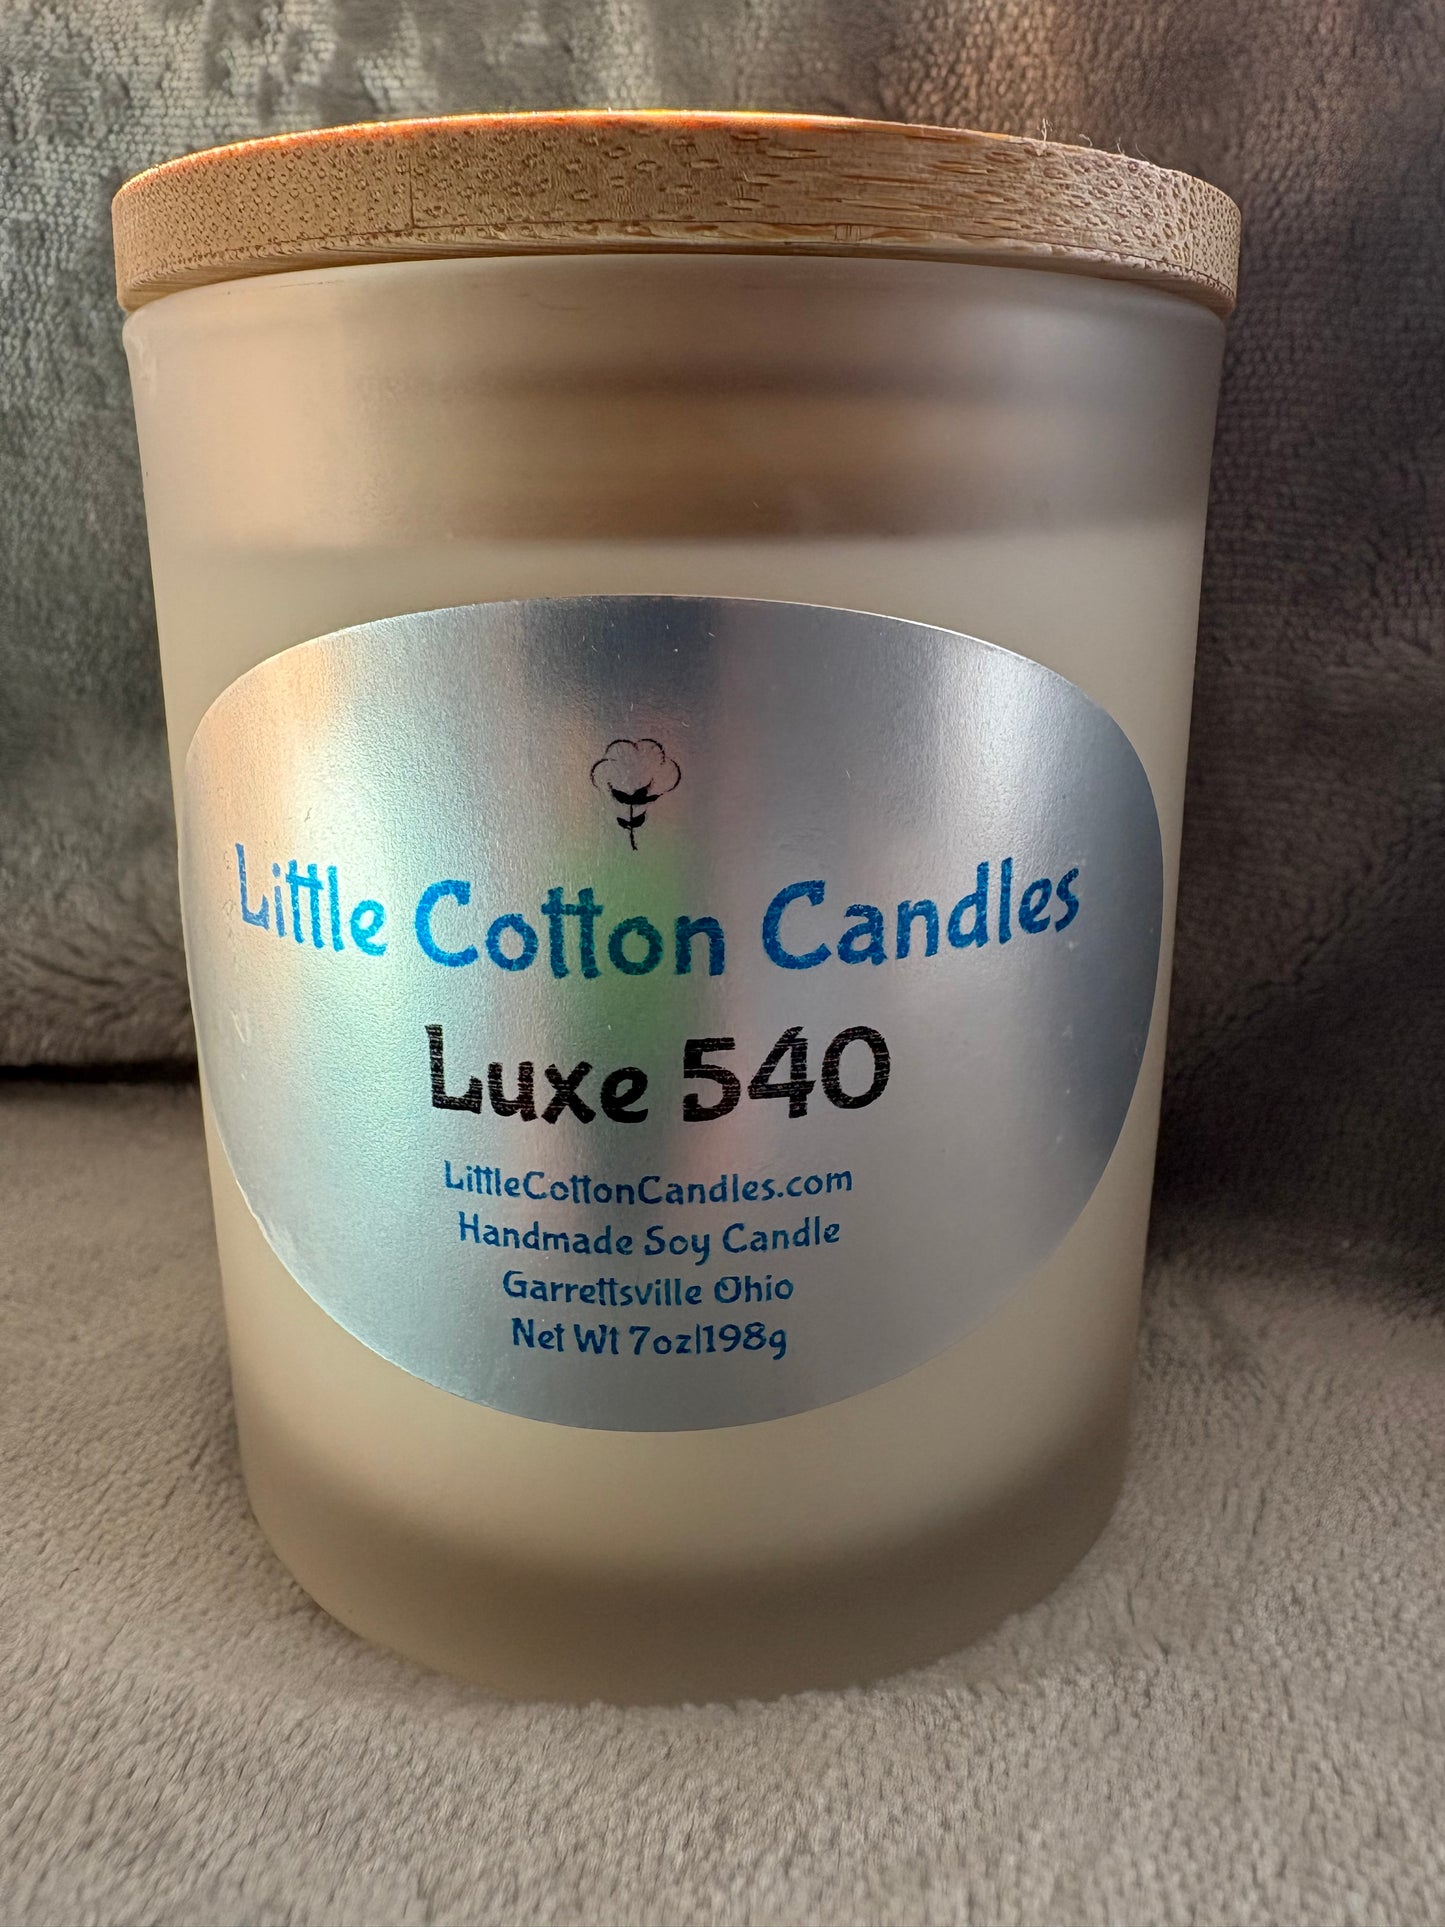 Little Cotton Candles
Luxe 540
LittleCottonCandles.com
Handmade Soy Candle
Garrettsville Ohio
Net Wt 7oz|198g